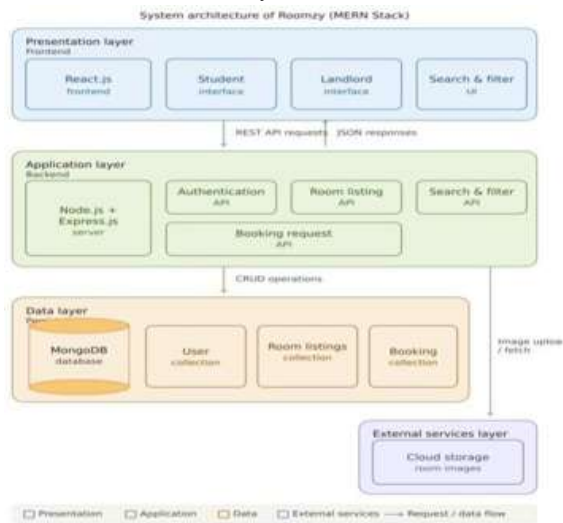 System architecture of Roomzy (MERN Stack)
Presentation layer
Frontend
React.js
frontend
Student
interface
Landlord
interface
Search & filter
UI
REST API requests
JSON responses
Application layer
Backend
Node.js +
Express.js
server
Authentication
API
Room listing
API
Search & filter
API
Booking request
API
CRUD operations
Data layer
MongoDB
database
User
collection
Room listings
collection
Booking
collection
Image uploa
/ fetch
External services layer
Cloud storage
room images
Presentation
Application
Data
External services
Request / data flow